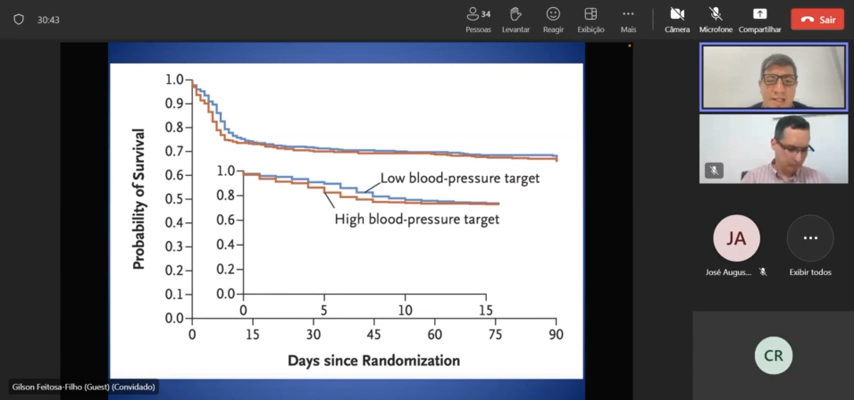 30:43
34
Pessoas
Levantar
Reagir
Exibição
Mais
Câmera
Microfone
Compartilhar
Sair
Probability of Survival
1.0
0.9
0.8
0.7
0.6
0.5
0.4
0.3
0.2
0.1
0.0
1.0
0.8
0.6
0.4
0.2
0.0
Low blood-pressure target
High blood-pressure target
0 5 10 15
0 15 30 45 60 75 90
Days since Randomization
JA
José Augus...
Exibir todos
CR
Gilson Feitosa-Filho (Guest) (Convidado)